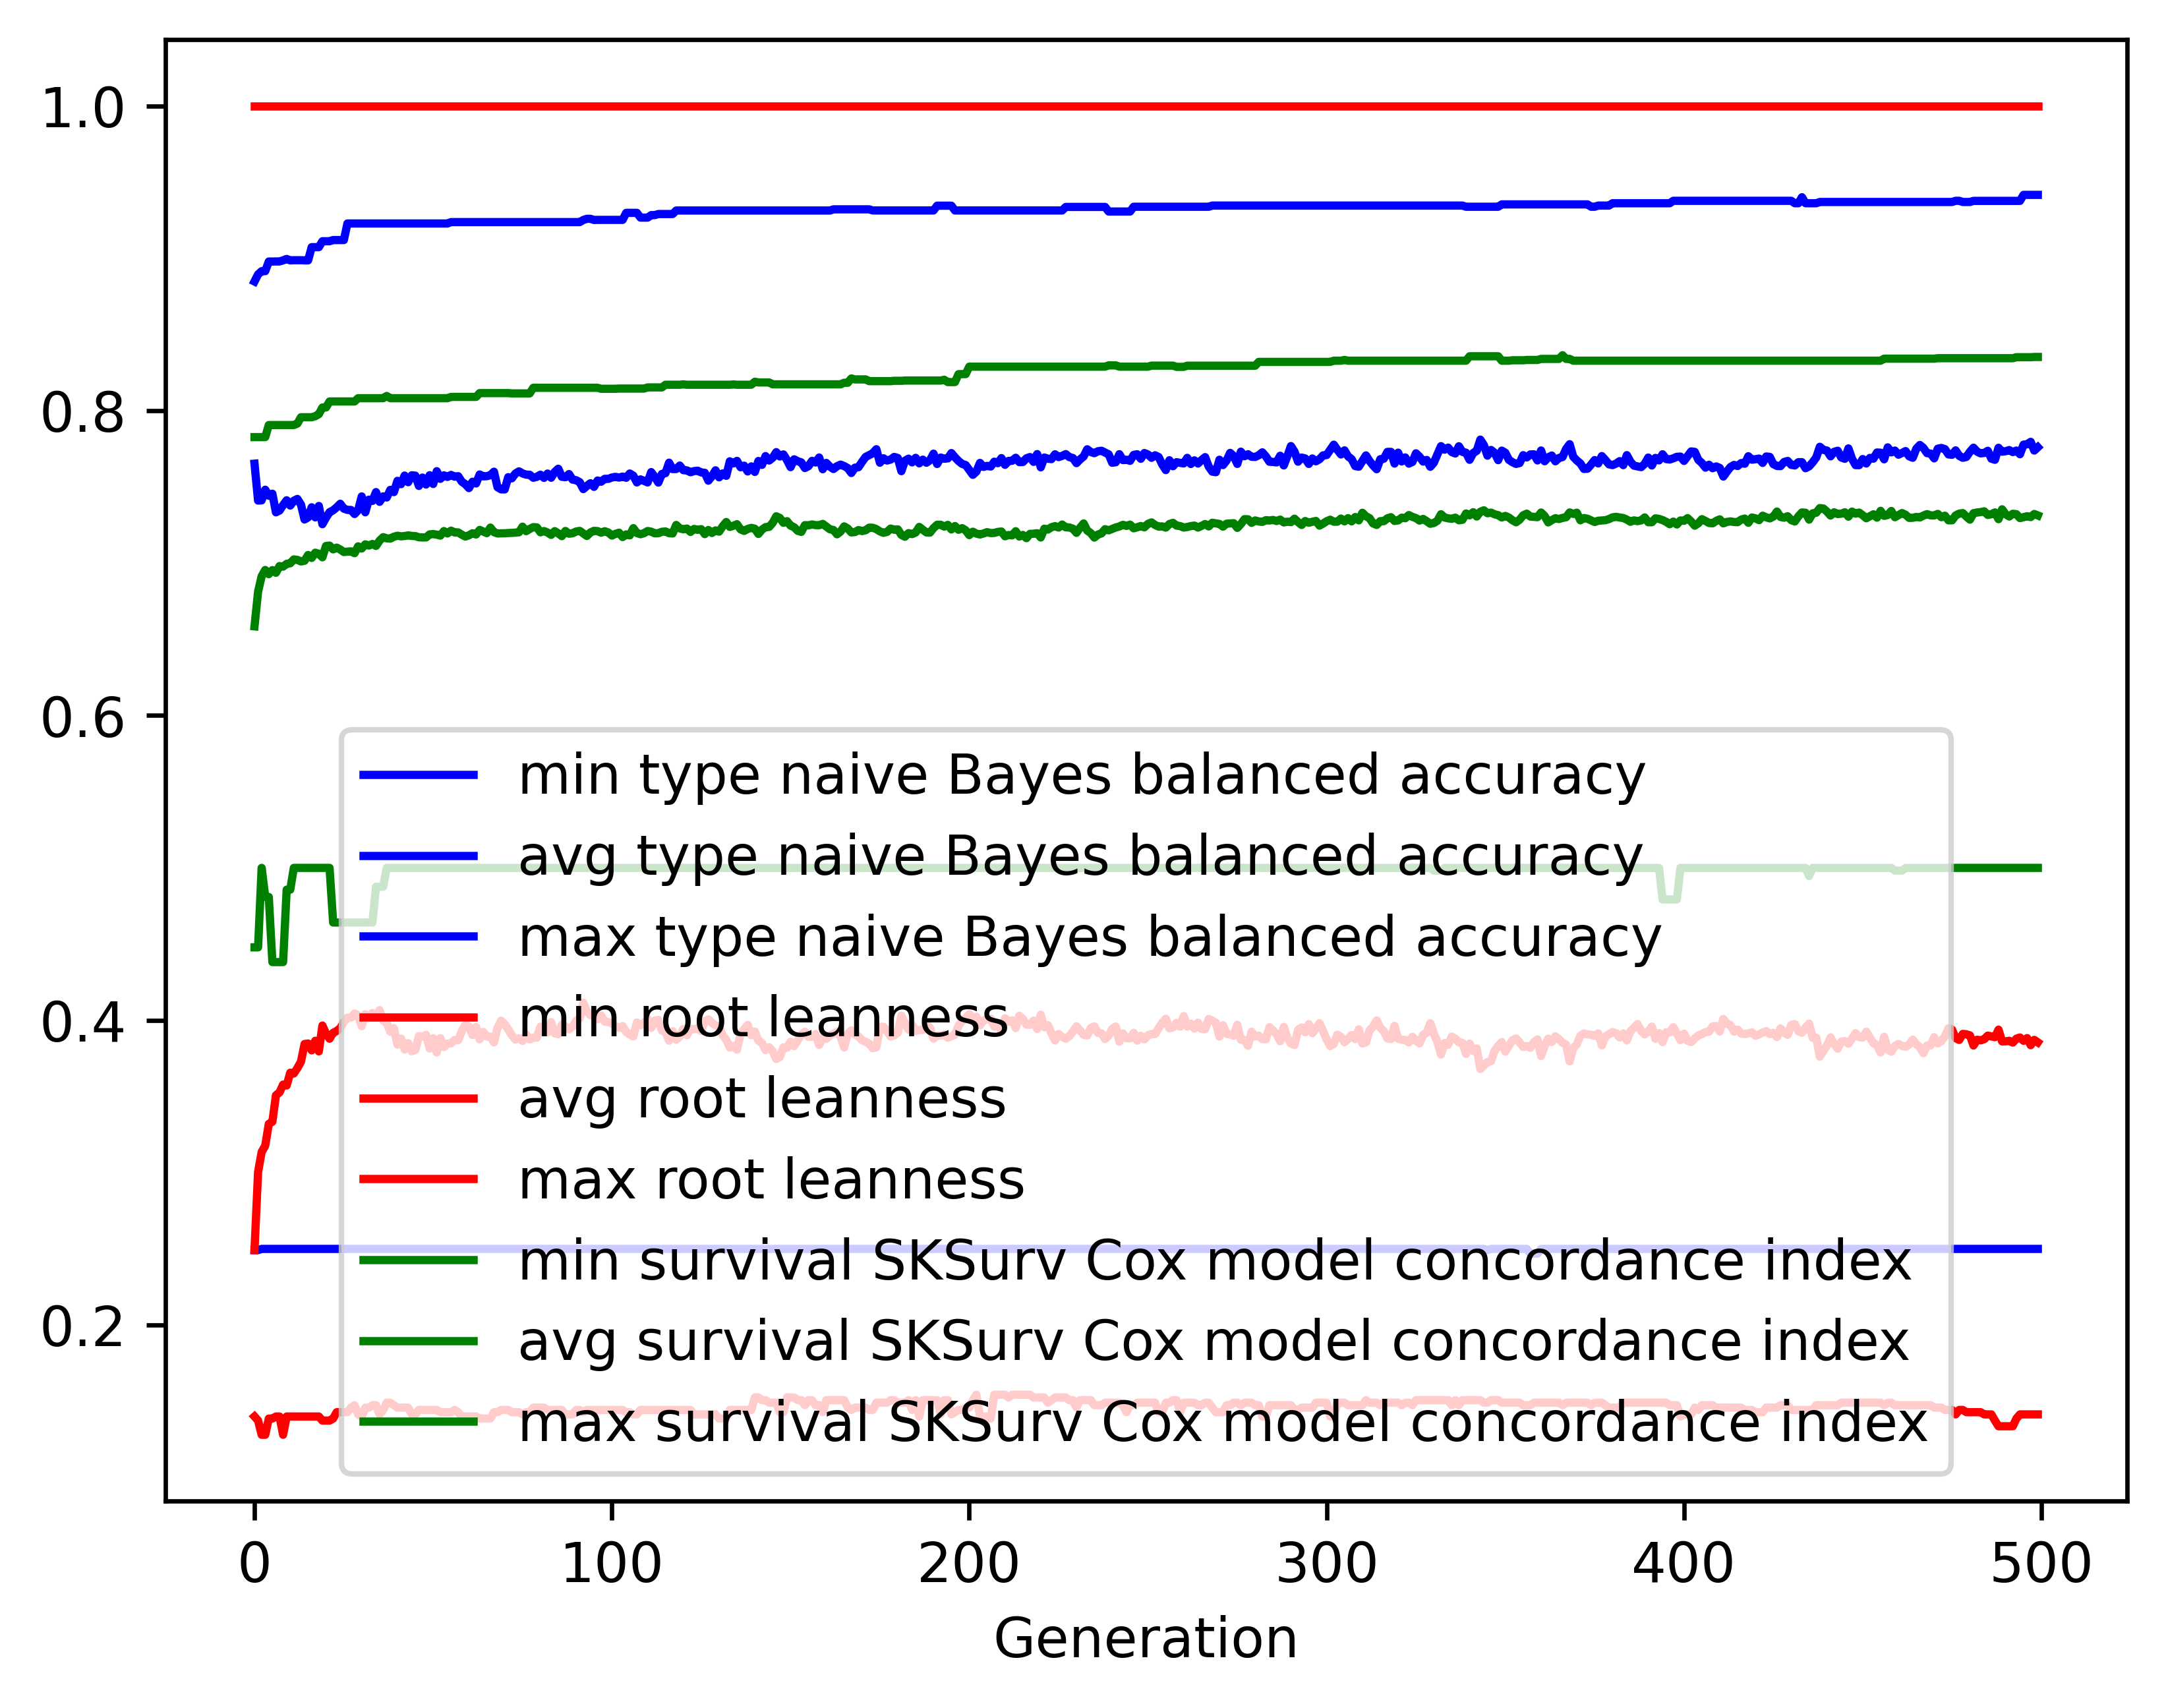 1.0
0.8
0.6
0.4
0.2
min type naive Bayes balanced accuracy
avg type naive Bayes balanced accuracy
max type naive Bayes balanced accuracy
min root leanness
avg root leanness
max root leanness
min survival SKSurv Cox model concordance index
avg survival SKSurv Cox model concordance index
max survival SKSurv Cox model concordance index
0 100 200 300 400 500
Generation